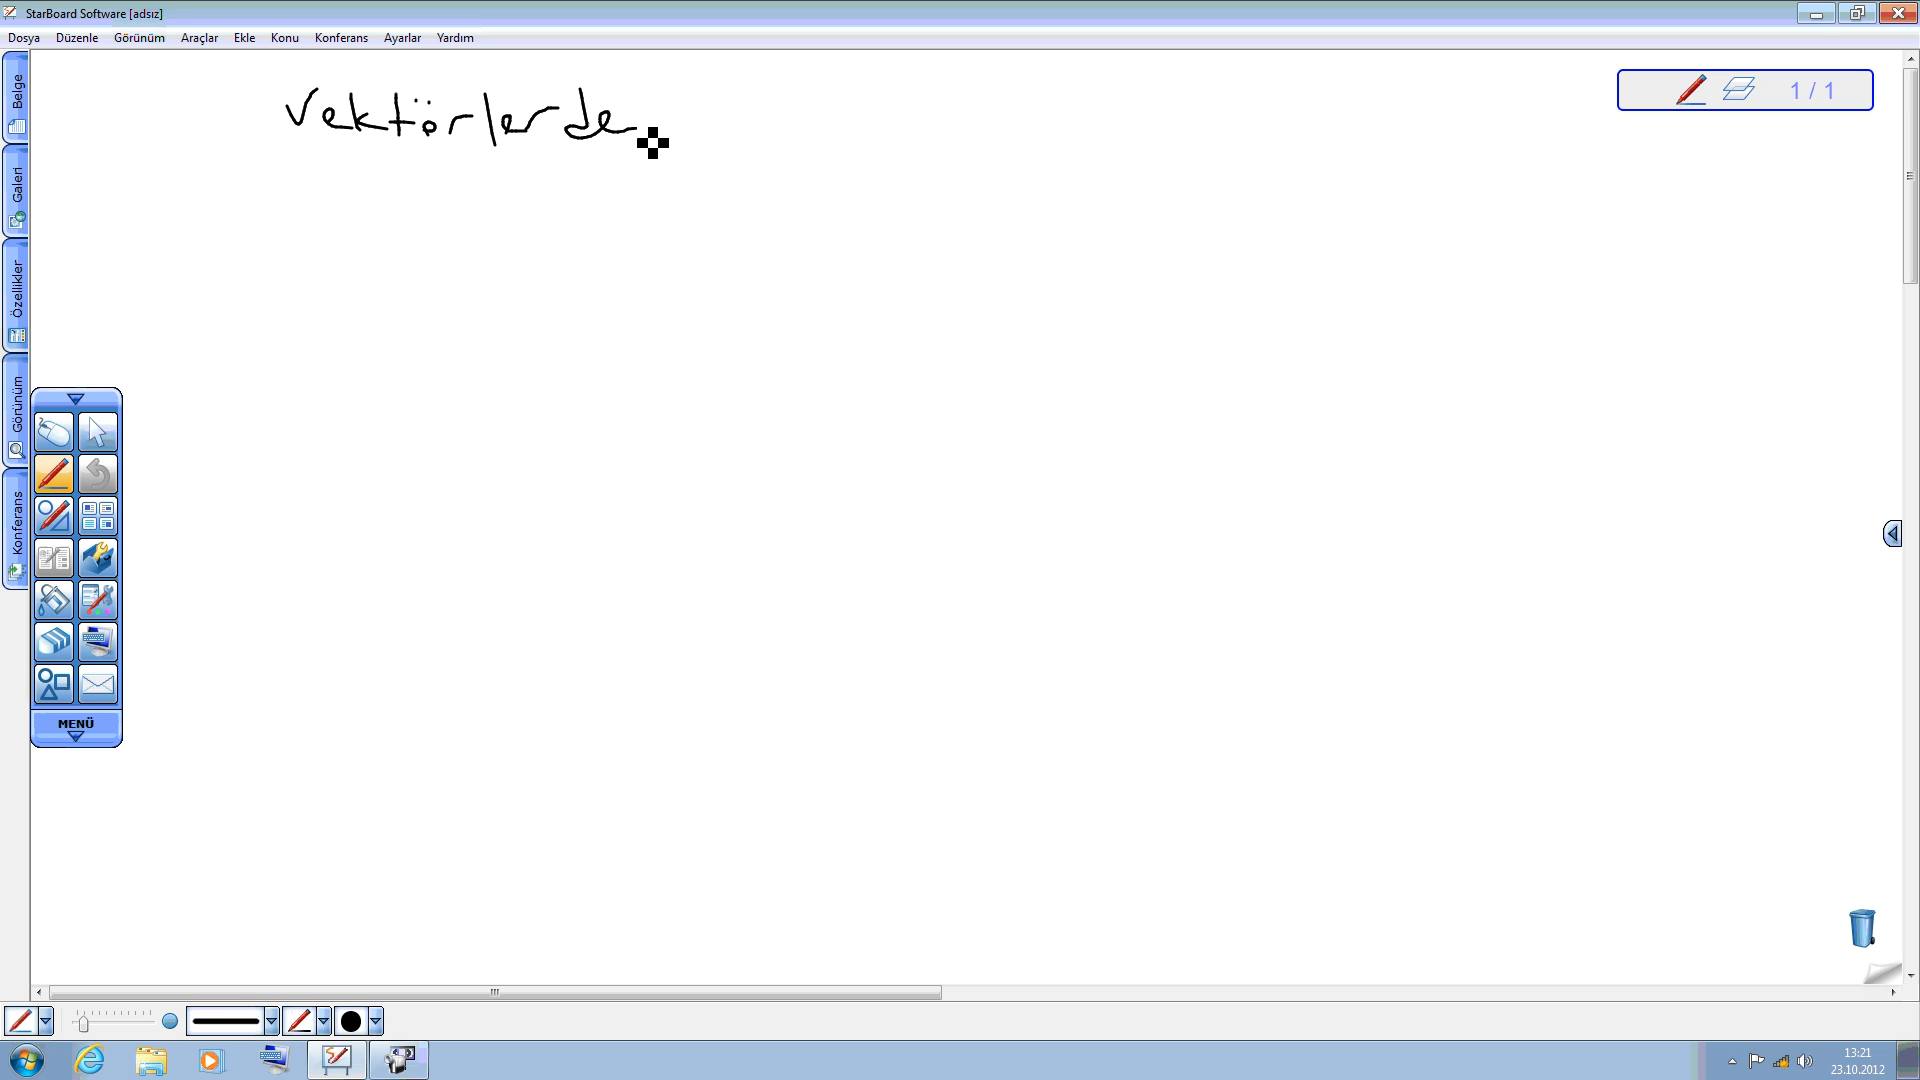 StarBoard Software [adsız]
Dosya Düzenle Görünüm Araçlar Ekle Konu Konferans Ayarlar Yardım
Vektörlerde
1 / 1
Belge
Galeri
Özellikler
Görünüm
Konferans
MENÜ
13:21
23.10.2012